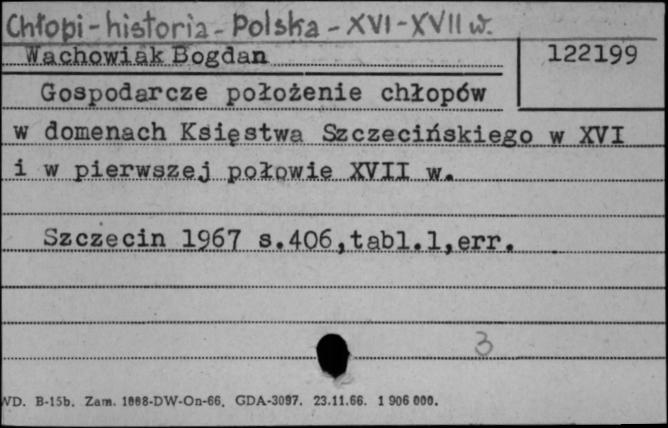 Chłopi - historia - Polska - XVI-XVII w.
Wachowiak Bogdan
122199
Gospodarcze położenie chłopów
w domenach Księstwa Szczecińskiego w XVI
i w pierwszej połowie XVII w.
Szczecin 1967 s.406,tabl.1,err.
3
WD. B-15b. Zam. 1868-DW-On-66. GDA-3097. 23.11.66. 1 906 000.